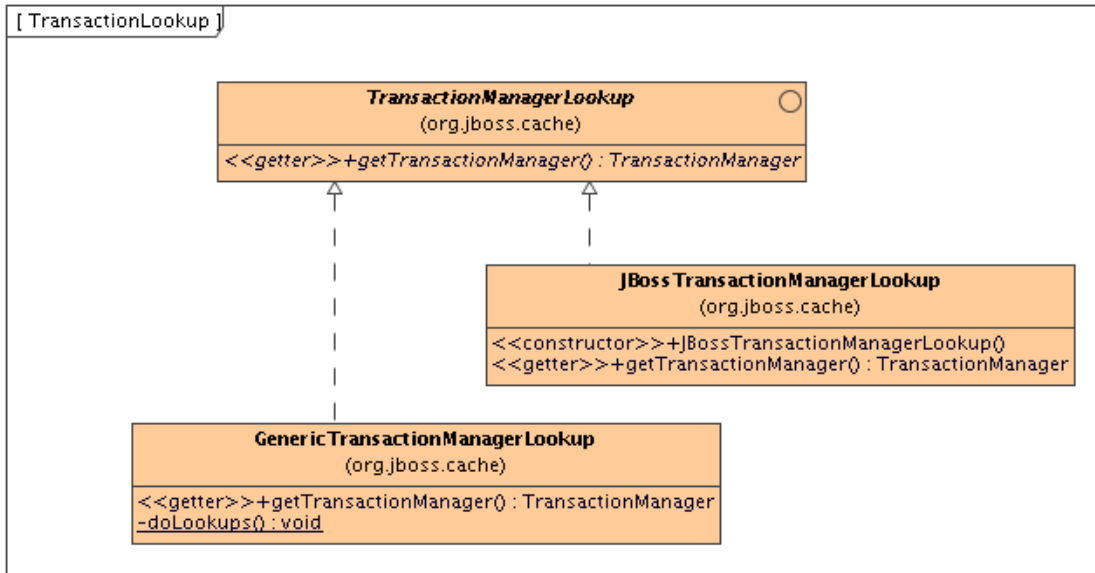 [ TransactionLookup ]
TransactionManagerLookup
(org.jboss.cache)
<<getter>>+getTransactionManager() : TransactionManager
JBossTransactionManagerLookup
(org.jboss.cache)
<<constructor>>+JBossTransactionManagerLookup()
<<getter>>+getTransactionManager() : TransactionManager
GenericTransactionManagerLookup
(org.jboss.cache)
<<getter>>+getTransactionManager() : TransactionManager
-doLookups() : void